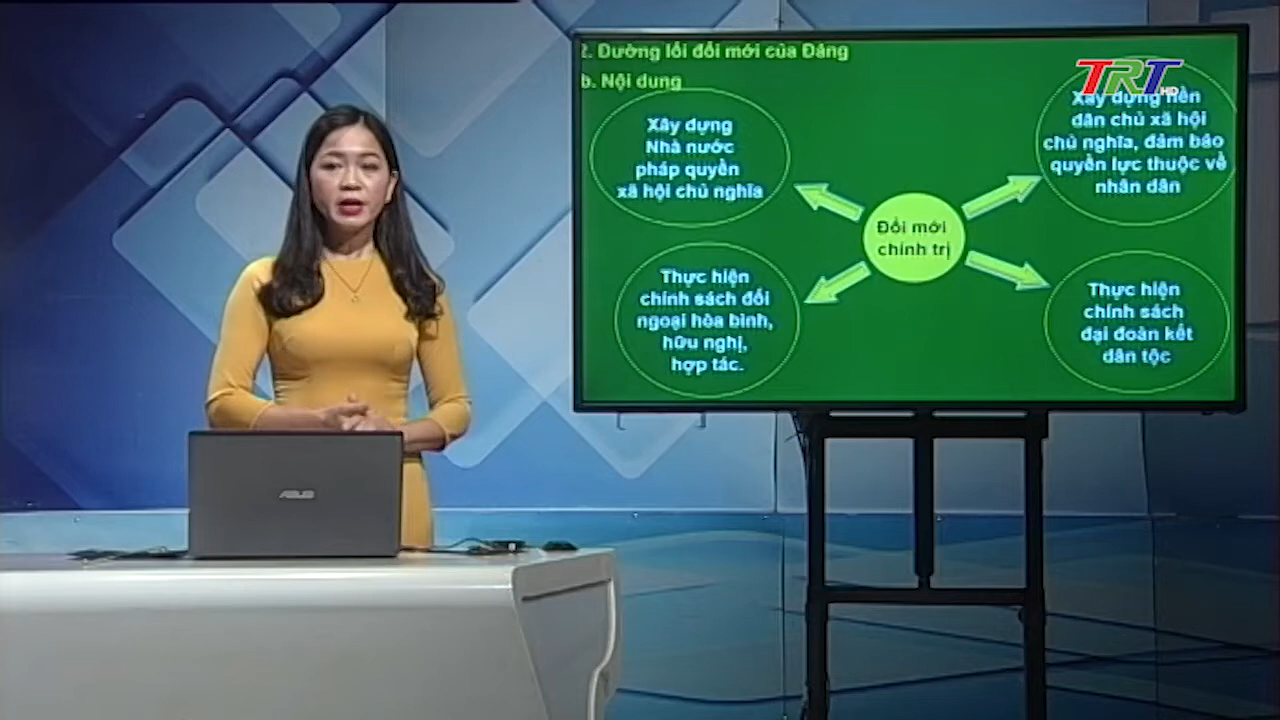 2. Đường lối đổi mới của Đảng
b. Nội dung
Xây dựng
Nhà nước
pháp quyền
xã hội chủ nghĩa
TRT HD
Xây dựng nền
dân chủ xã hội
chủ nghĩa, đảm bảo
quyền lực thuộc về
nhân dân
Đổi mới
chính trị
Thực hiện
chính sách đối
ngoại hòa bình,
hữu nghị,
hợp tác.
Thực hiện
chính sách
đại đoàn kết
dân tộc
ASUS